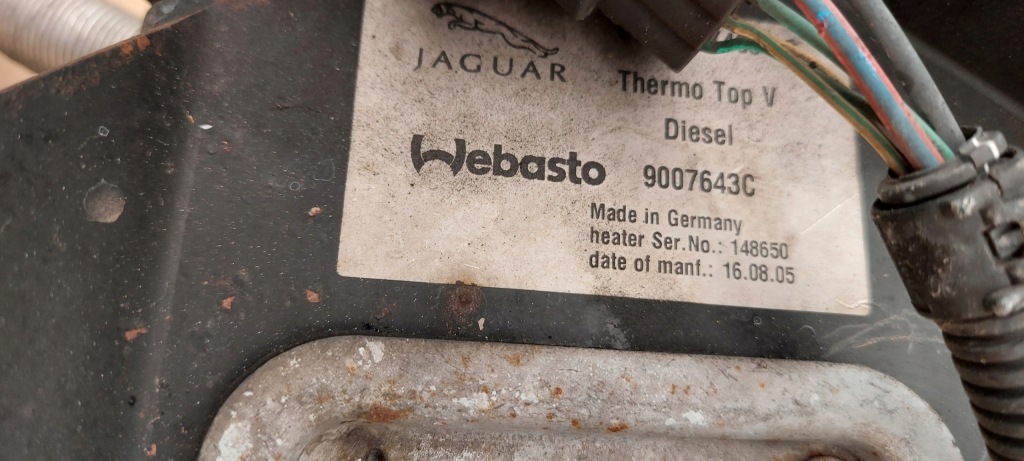 JAGUAR
Thermo Top V
Diesel
Webasto 9007643C
Made in Germany
heater Ser.No.: 148650
date of manf.: 16.08.05